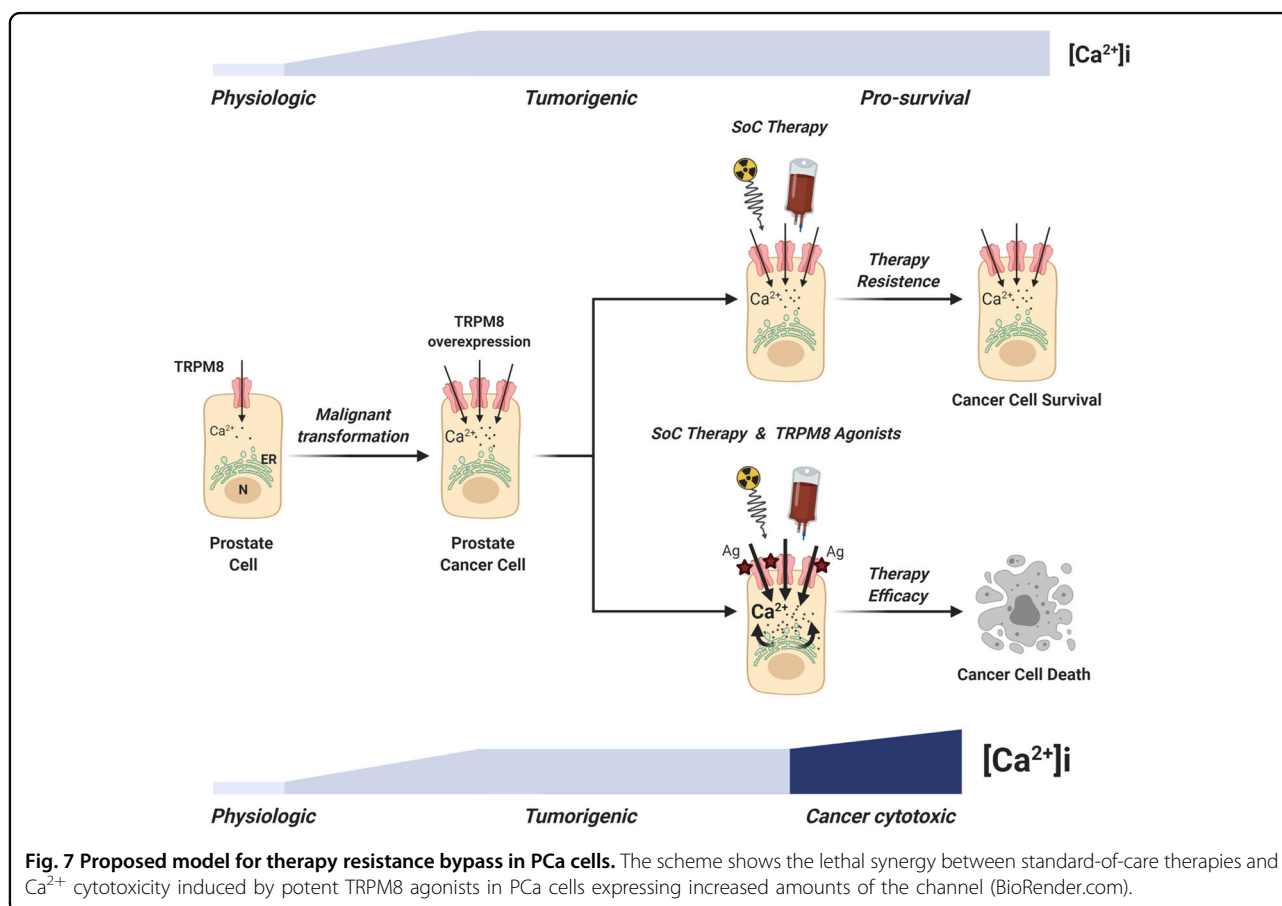 [Ca²⁺]i
Physiologic
Tumorigenic
Pro-survival
SoC Therapy
TRPM8
Ca²⁺
ER
N
Prostate
Cell
Malignant
transformation
TRPM8
overexpression
Ca²⁺
Prostate
Cancer Cell
Ca²⁺
Therapy
Resistence
Ca²⁺
Cancer Cell Survival
SoC Therapy & TRPM8 Agonists
Ag
Ag
Ca²⁺
Therapy
Efficacy
Cancer Cell Death
[Ca²⁺]i
Physiologic
Tumorigenic
Cancer cytotoxic
Fig. 7 Proposed model for therapy resistance bypass in PCa cells. The scheme shows the lethal synergy between standard-of-care therapies and
Ca²⁺ cytotoxicity induced by potent TRPM8 agonists in PCa cells expressing increased amounts of the channel (BioRender.com).